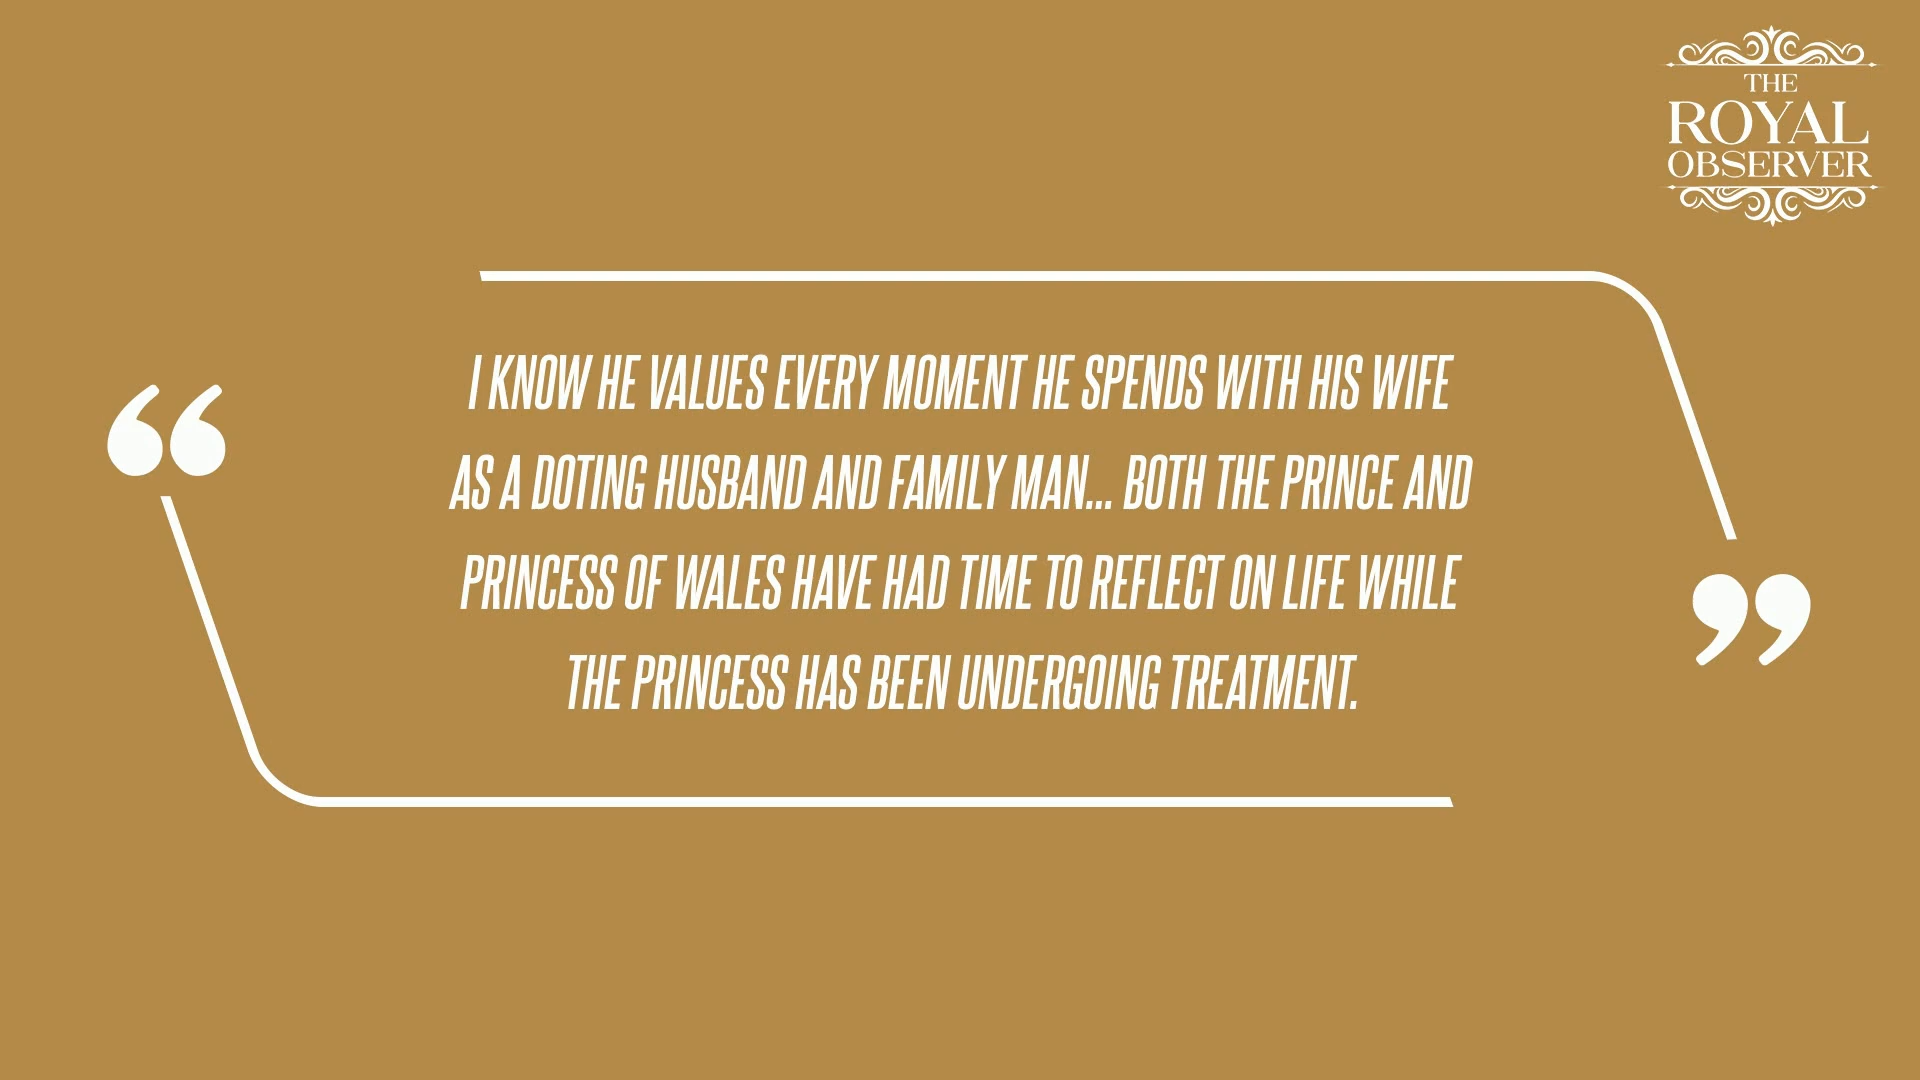 THE
ROYAL
OBSERVER
“
I KNOW HE VALUES EVERY MOMENT HE SPENDS WITH HIS WIFE
AS A DOTING HUSBAND AND FAMILY MAN... BOTH THE PRINCE AND
PRINCESS OF WALES HAVE HAD TIME TO REFLECT ON LIFE WHILE
THE PRINCESS HAS BEEN UNDERGOING TREATMENT.
”